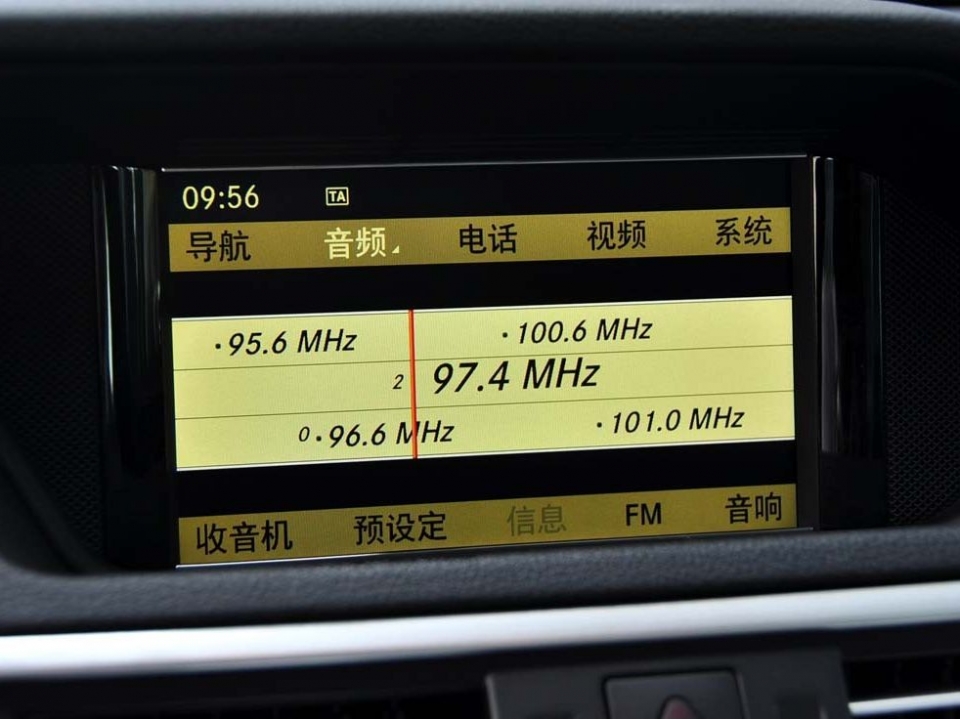 09:56 TA
导航 音频 电话 视频 系统
·95.6 MHz ·100.6 MHz
2 97.4 MHz
0·96.6 MHz ·101.0 MHz
收音机 预设定 信息 FM 音响